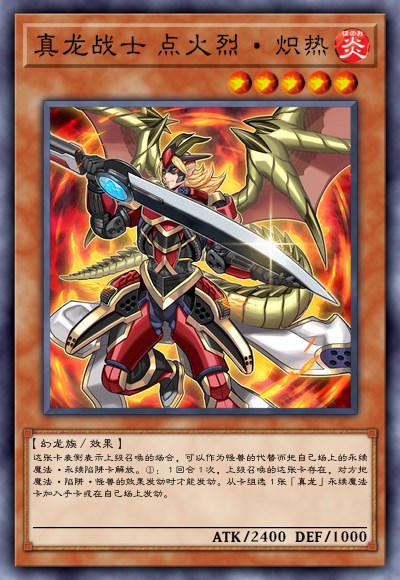 真龙战士 点火烈·炽热
炎
ほのお
【幻龙族/效果】
这张卡表侧表示上级召唤的场合，可以作为怪兽的代替而把自己场上的永续
魔法·永续陷阱卡解放。①：1回合1次，上级召唤的这张卡存在，对方把
魔法·陷阱·怪兽的效果发动时才能发动。从卡组选1张「真龙」永续魔法
卡加入手卡或在自己场上发动。
ATK/2400 DEF/1000